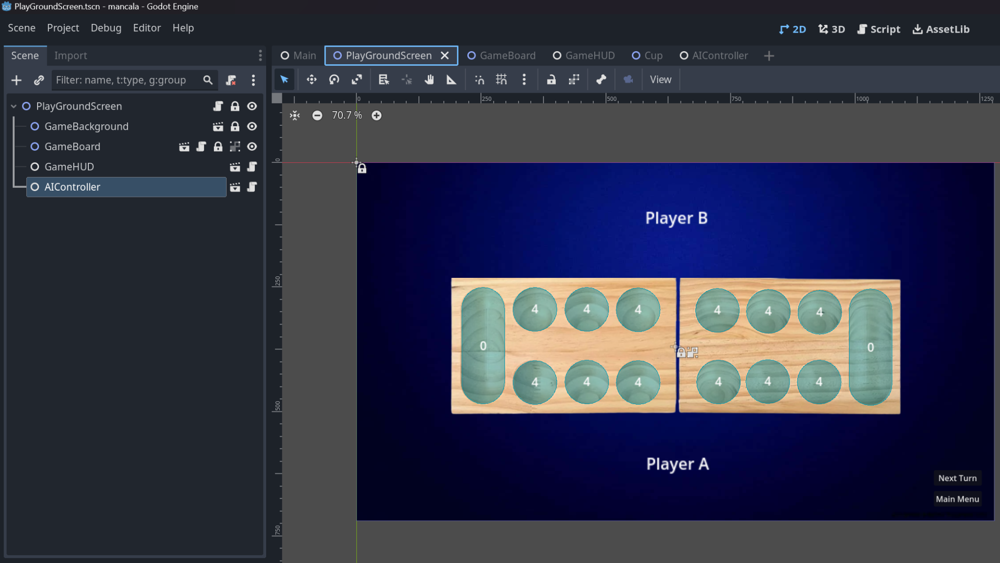 PlayGroundScreen.tscn - mancala - Godot Engine
Scene Project Debug Editor Help
2D 3D Script AssetLib
Scene Import
Main PlayGroundScreen GameBoard GameHUD Cup AIController
Filter: name, t:type, g:group
View
0 250 500 750 1000 1250
PlayGroundScreen
70.7 %
GameBackground
GameBoard
0
GameHUD
AIController
Player B
250
4 4 4 4 4 4
0 0
4 4 4 4 4 4
500
Player A
Next Turn
Main Menu
750